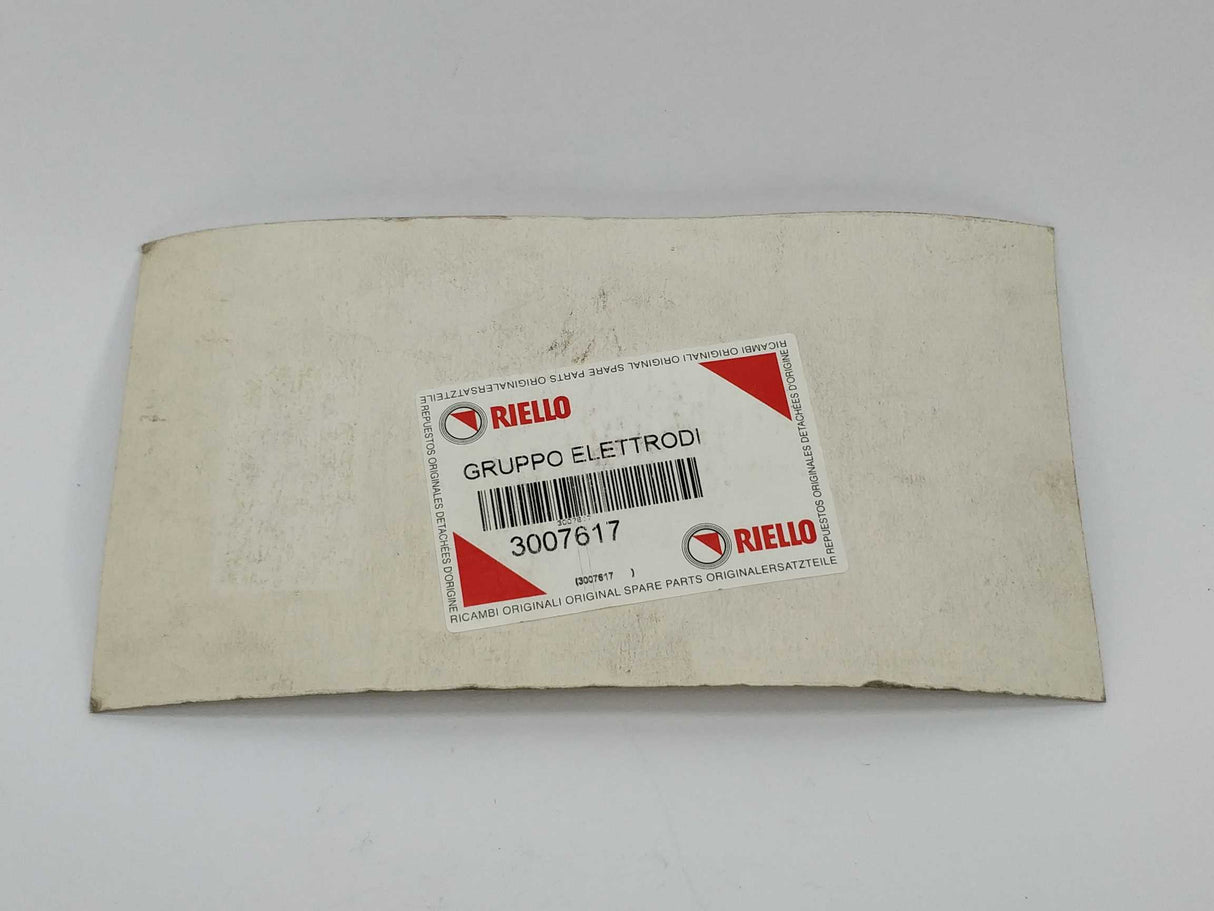 RICAMBI ORIGINALI ORIGINAL SPARE PARTS ORIGINALERSATZTEILE
REPUESTOS ORIGINALES DETACHÉES D'ORIGINE
RIELLO
GRUPPO ELETTRODI
3007617
3007617
(3007617 )
RIELLO
REPUESTOS ORIGINALES DETACHÉES D'ORIGINE
RICAMBI ORIGINALI ORIGINAL SPARE PARTS ORIGINALERSATZTEILE